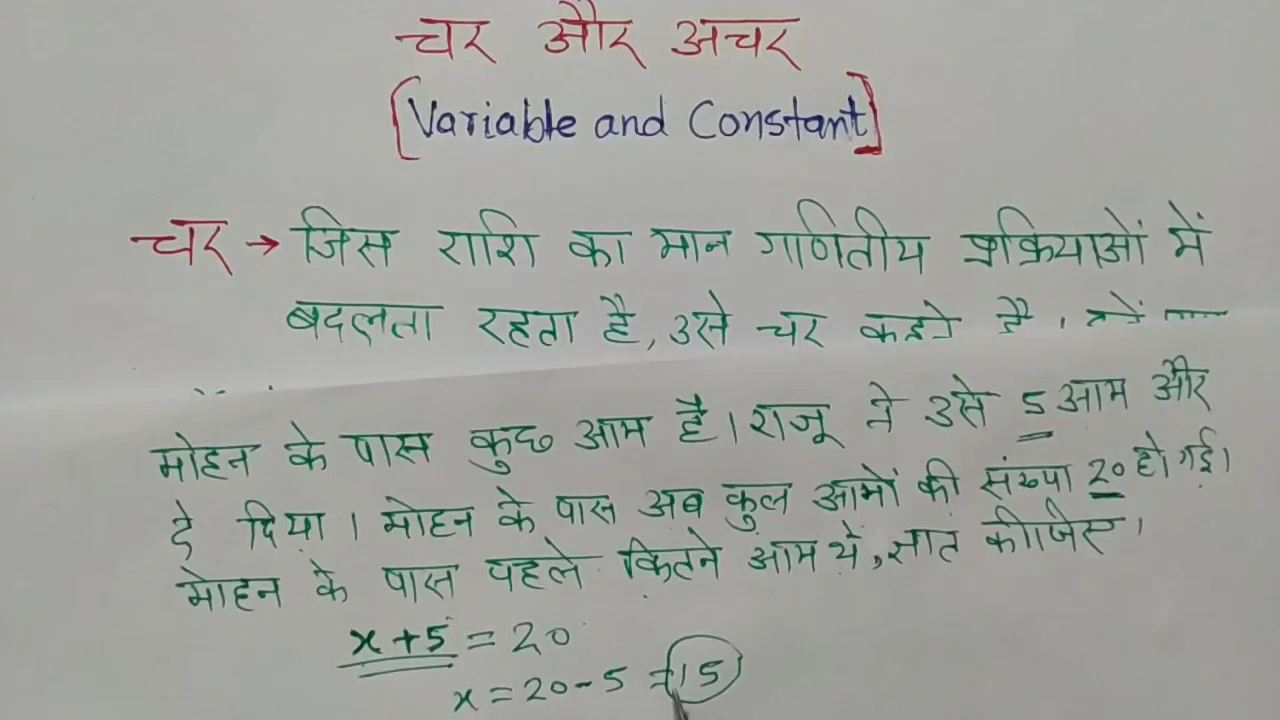 चर और अचर
[Variable and Constant]
चर → जिस राशि का मान गणितीय प्रक्रियाओं में
बदलता रहता है, उसे चर कहते है।
मोहन के पास कुछ आम है। राजू ने उसे 5 आम और
दे दिया। मोहन के पास अब कुल आमों की संख्या 20 हो गई।
मोहन के पास पहले कितने आम थे, ज्ञात कीजिए।
x + 5 = 20
x = 20 - 5 = 15